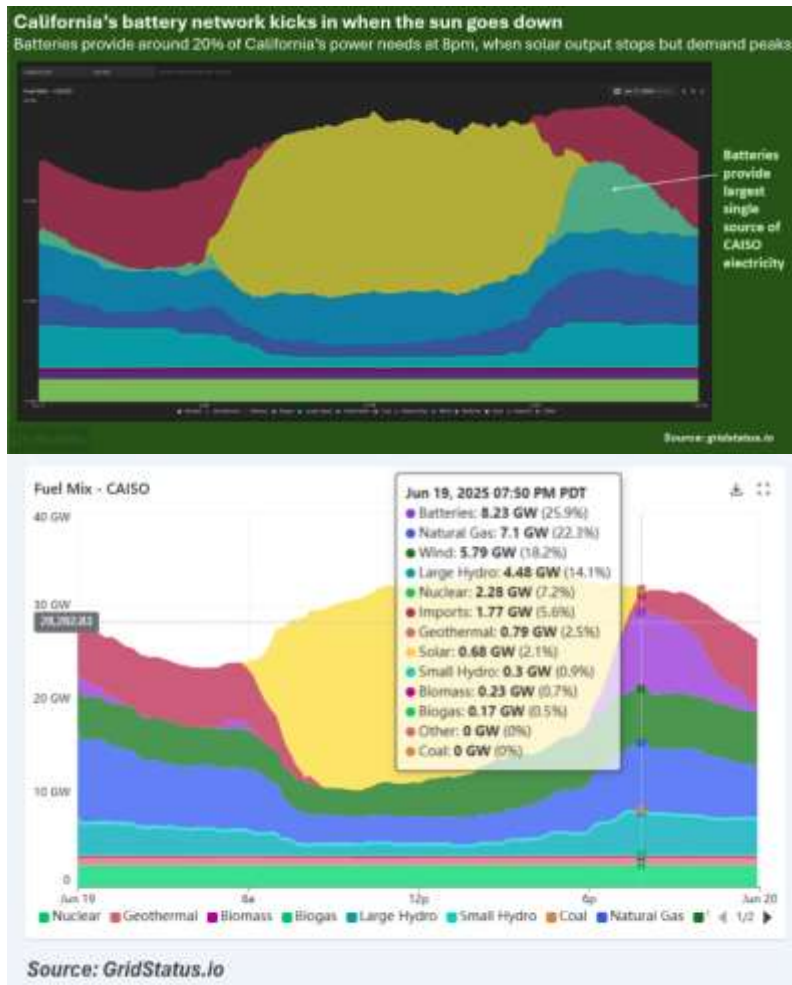 California's battery network kicks in when the sun goes down
Batteries provide around 20% of California's power needs at 8pm, when solar output stops but demand peaks
Fuel Mix - CAISO
Batteries
provide
largest
single
source of
CAISO
electricity
Source: gridstatus.io
Fuel Mix - CAISO
Jun 19, 2025 07:50 PM PDT
Batteries: 8.23 GW (25.9%)
Natural Gas: 7.1 GW (22.3%)
Wind: 5.79 GW (18.2%)
Large Hydro: 4.48 GW (14.1%)
Nuclear: 2.28 GW (7.2%)
Imports: 1.77 GW (5.6%)
Geothermal: 0.79 GW (2.5%)
Solar: 0.68 GW (2.1%)
Small Hydro: 0.3 GW (0.9%)
Biomass: 0.23 GW (0.7%)
Biogas: 0.17 GW (0.5%)
Other: 0 GW (0%)
Coal: 0 GW (0%)
40 GW
30 GW
20 GW
10 GW
0
Jun 19 6a 12p 6p Jun 20
Nuclear Geothermal Biomass Biogas Large Hydro Small Hydro Coal Natural Gas 1/2
Source: GridStatus.io